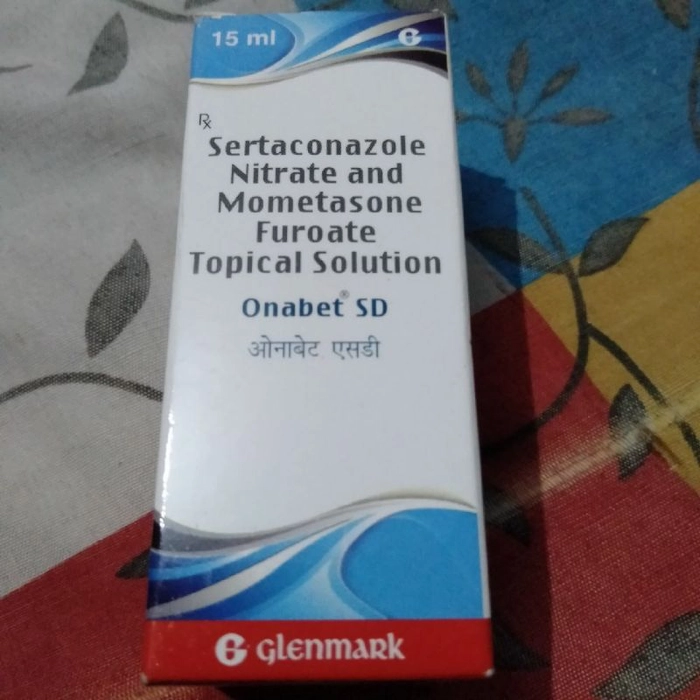 15 ml
Rx
Sertaconazole
Nitrate and
Mometasone
Furoate
Topical Solution
Onabet® SD
ओनाबेट एसडी
G glenmark